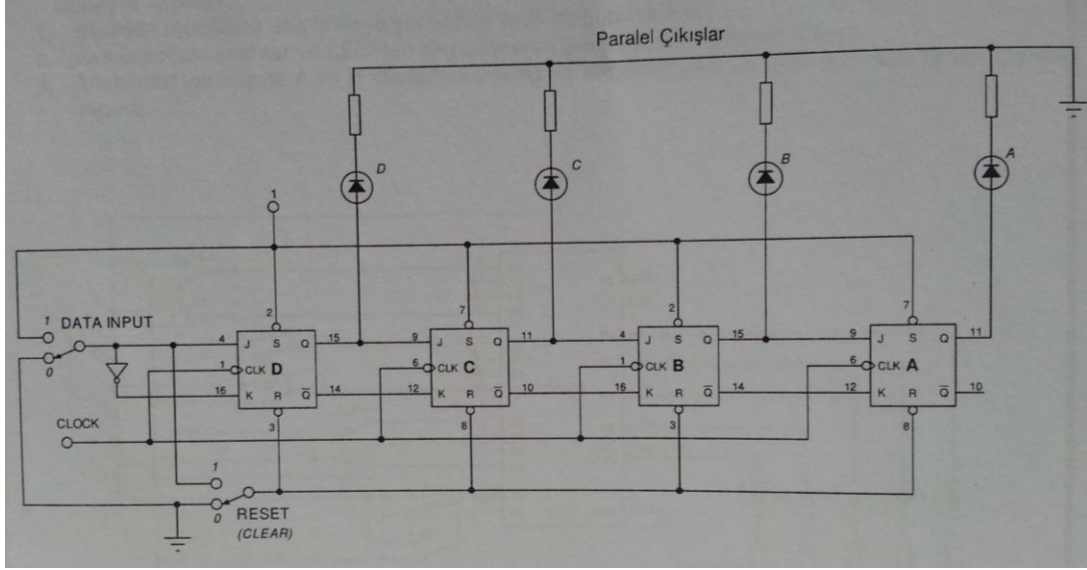 Paralel Çıkışlar
D
C
B
A
1
2
7
2
7
1 DATA INPUT
0
4 J S Q 15
9 J S Q 11
4 J S Q 15
9 J S Q 11
1 CLK D
6 CLK C
1 CLK B
6 CLK A
16 K R Q̅ 14
12 K R Q̅ 10
16 K R Q̅ 14
12 K R Q̅ 10
3
8
3
8
CLOCK
1
0
RESET
(CLEAR)